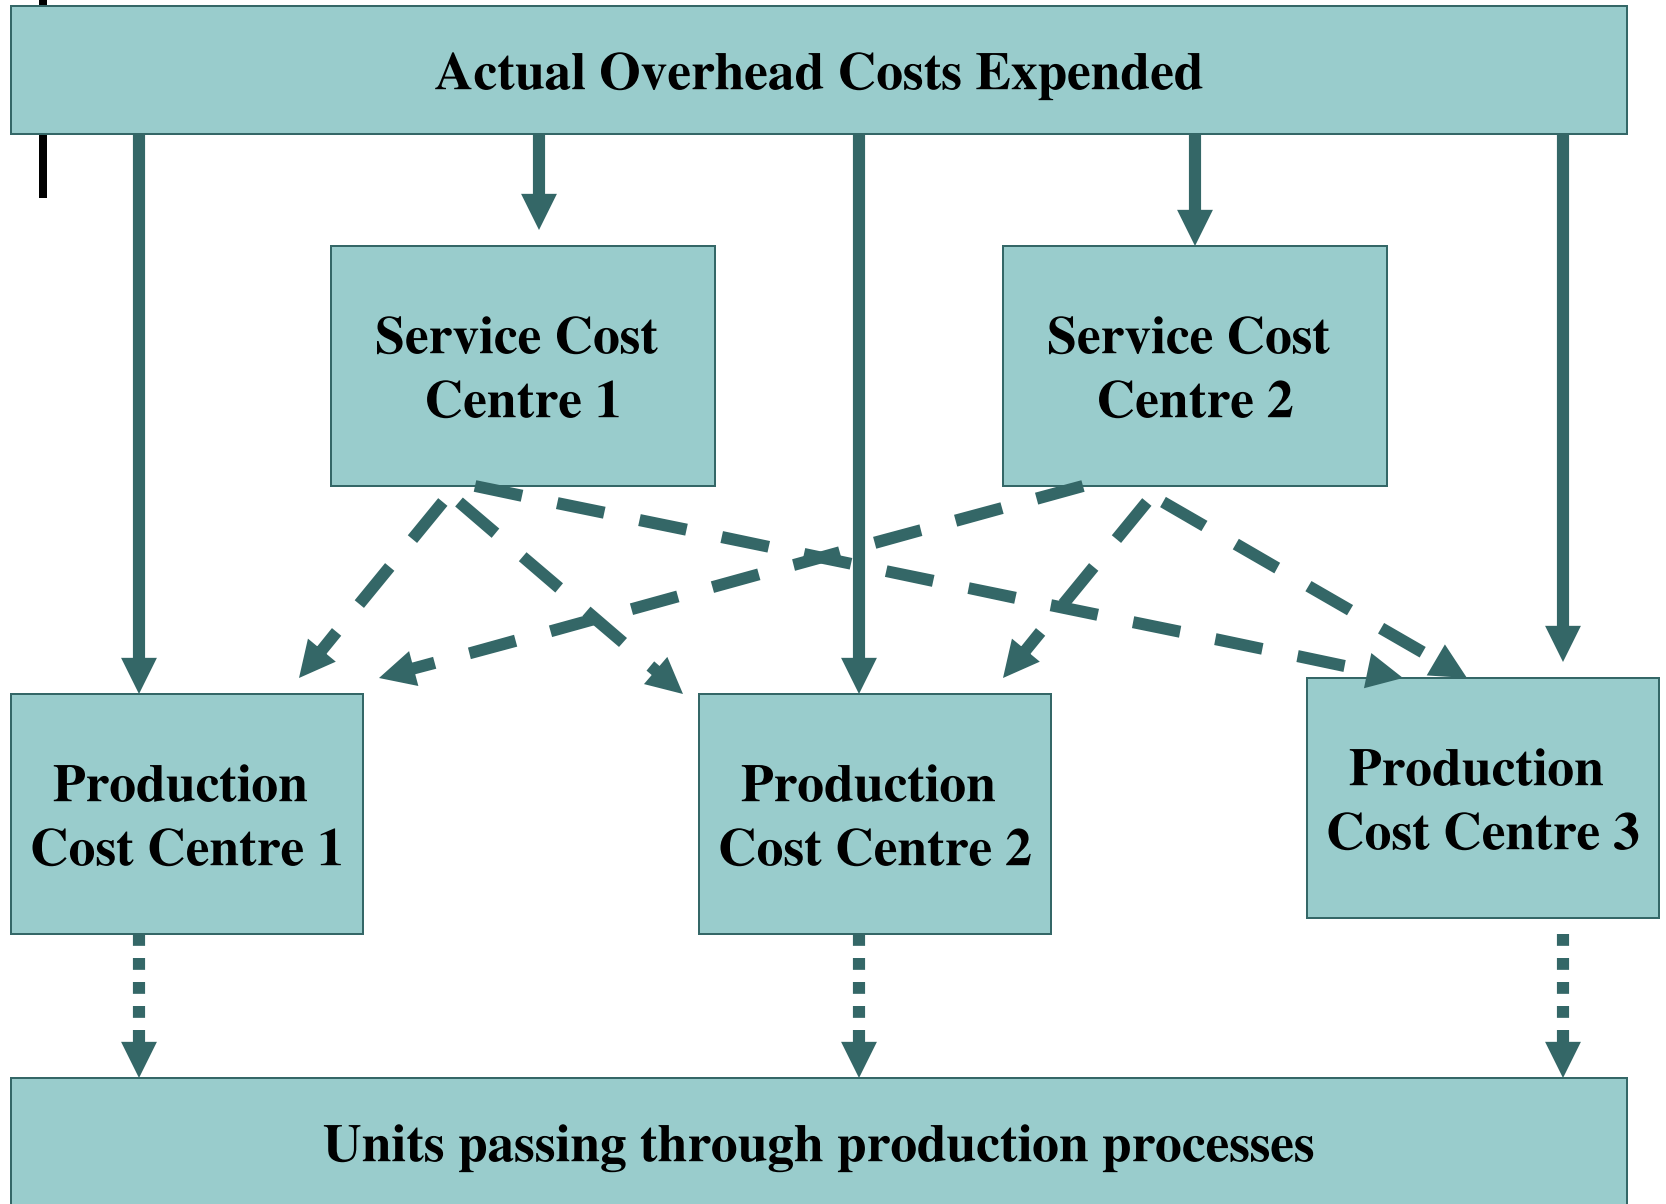 Actual Overhead Costs Expended
Service Cost
Centre 1
Service Cost
Centre 2
Production
Cost Centre 1
Production
Cost Centre 2
Production
Cost Centre 3
Units passing through production processes